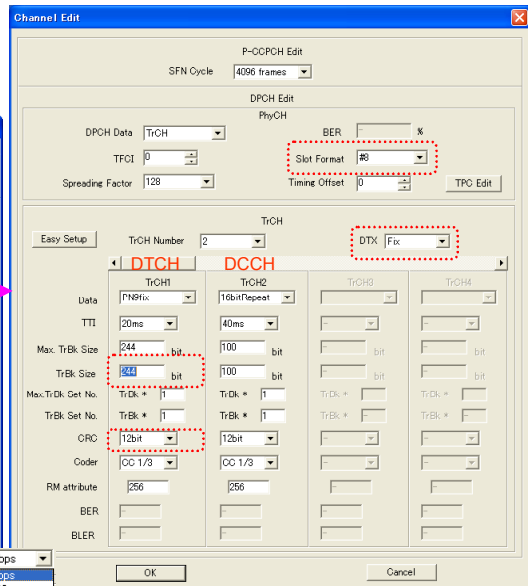 Channel Edit
P-CCPCH Edit
SFN Cycle 4096 frames
DPCH Edit
PhyCH
DPCH Data TrCH BER - %
TFCI 0 Slot Format #8
Spreading Factor 128 Timing Offset 0 TPC Edit
TrCH
Easy Setup TrCH Number 2 DTX Fix
DTCH DCCH
TrCH1 TrCH2 TrCH3 TrCH4
Data PN9fix 16bitRepeat
TTI 20ms 40ms - -
Max. TrBk Size 244 bit 100 bit - bit - bit
TrBk Size 244 bit 100 bit - bit - bit
Max.TrBk Set No. TrBk * 1 TrBk * 1 TrBk * - TrBk * -
TrBk Set No. TrBk * 1 TrBk * 1 TrBk * - TrBk * -
CRC 12bit 12bit - -
Coder CC 1/3 CC 1/3 - -
RM attribute 256 256 - -
BER - - - -
BLER - - - -
OK Cancel